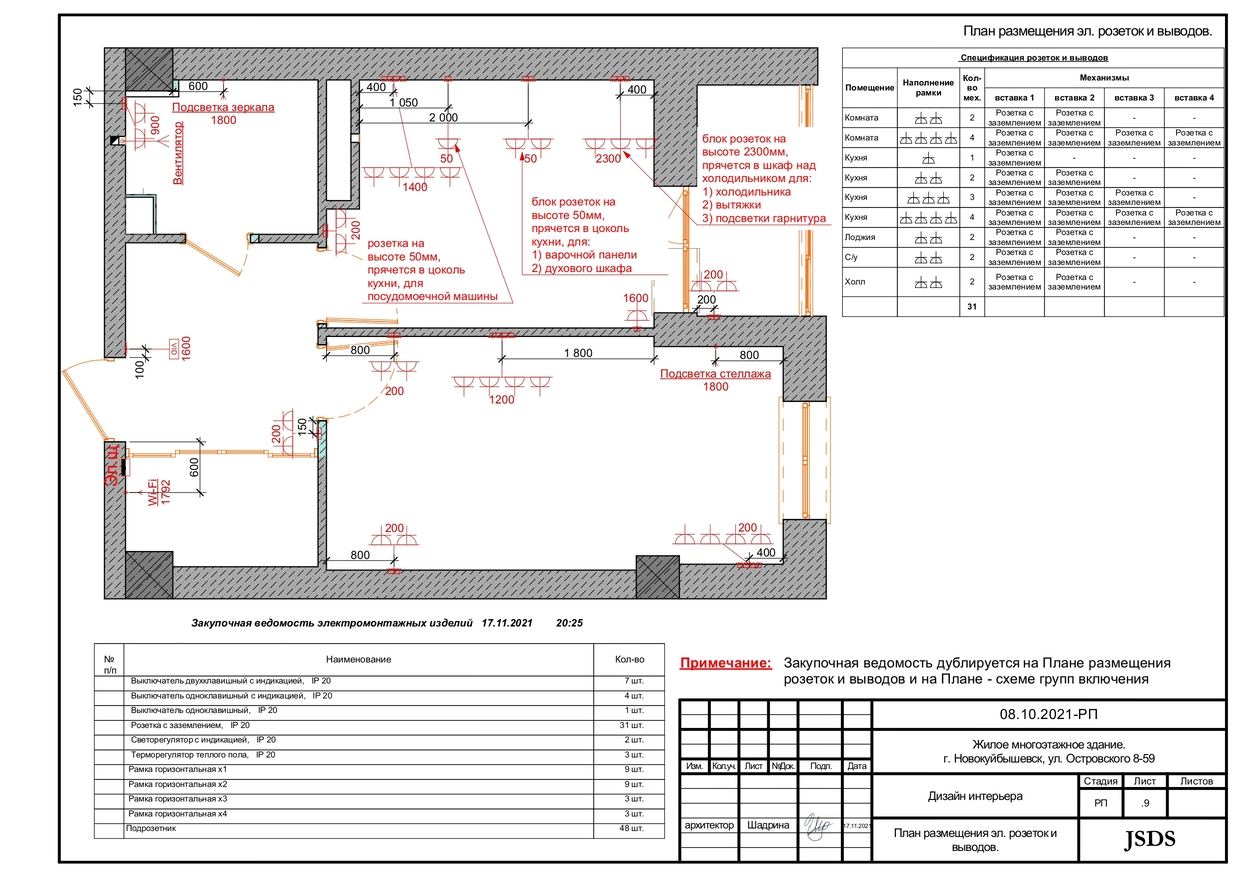 План размещения эл. розеток и выводов.
Спецификация розеток и выводов
Помещение Наполнение рамки Кол-во мех. Механизмы
вставка 1 вставка 2 вставка 3 вставка 4
Комната 2 Розетка с заземлением Розетка с заземлением - -
Комната 4 Розетка с заземлением Розетка с заземлением Розетка с заземлением Розетка с заземлением
Кухня 1 Розетка с заземлением - - -
Кухня 2 Розетка с заземлением Розетка с заземлением - -
Кухня 3 Розетка с заземлением Розетка с заземлением Розетка с заземлением -
Кухня 4 Розетка с заземлением Розетка с заземлением Розетка с заземлением Розетка с заземлением
Лоджия 2 Розетка с заземлением Розетка с заземлением - -
С/у 2 Розетка с заземлением Розетка с заземлением - -
Холл 2 Розетка с заземлением Розетка с заземлением - -
31
150
600
Подсветка зеркала
1800
900
Вентилятор
400
1 050
2 000
400
50
50
2300
1400
200
розетка на
высоте 50мм,
прячется в цоколь
кухни, для
посудомоечной машины
блок розеток на
высоте 50мм,
прячется в цоколь
кухни, для:
1) варочной панели
2) духового шкафа
блок розеток на
высоте 2300мм,
прячется в шкаф над
холодильником для:
1) холодильника
2) вытяжки
3) подсветки гарнитура
200
200
1600
VID
1600
100
800
200
1 800
1200
800
Подсветка стеллажа
1800
200
150
Эл.щ
600
Wi-Fi
1792
200
800
200
400
Закупочная ведомость электромонтажных изделий 17.11.2021 20:25
№ п/п Наименование Кол-во
Выключатель двухклавишный с индикацией, IP 20 7 шт.
Выключатель одноклавишный с индикацией, IP 20 4 шт.
Выключатель одноклавишный, IP 20 1 шт.
Розетка с заземлением, IP 20 31 шт.
Светорегулятор с индикацией, IP 20 2 шт.
Терморегулятор теплого пола, IP 20 3 шт.
Рамка горизонтальная х1 9 шт.
Рамка горизонтальная х2 9 шт.
Рамка горизонтальная х3 3 шт.
Рамка горизонтальная х4 3 шт.
Подрозетник 48 шт.
Примечание: Закупочная ведомость дублируется на Плане размещения
розеток и выводов и на Плане - схеме групп включения
08.10.2021-РП
Жилое многоэтажное здание.
г. Новокуйбышевск, ул. Островского 8-59
Изм. Кол.уч. Лист №Док. Подп. Дата
Дизайн интерьера
Стадия Лист Листов
РП .9
архитектор Шадрина 17.11.2021
План размещения эл. розеток и
выводов.
JSDS